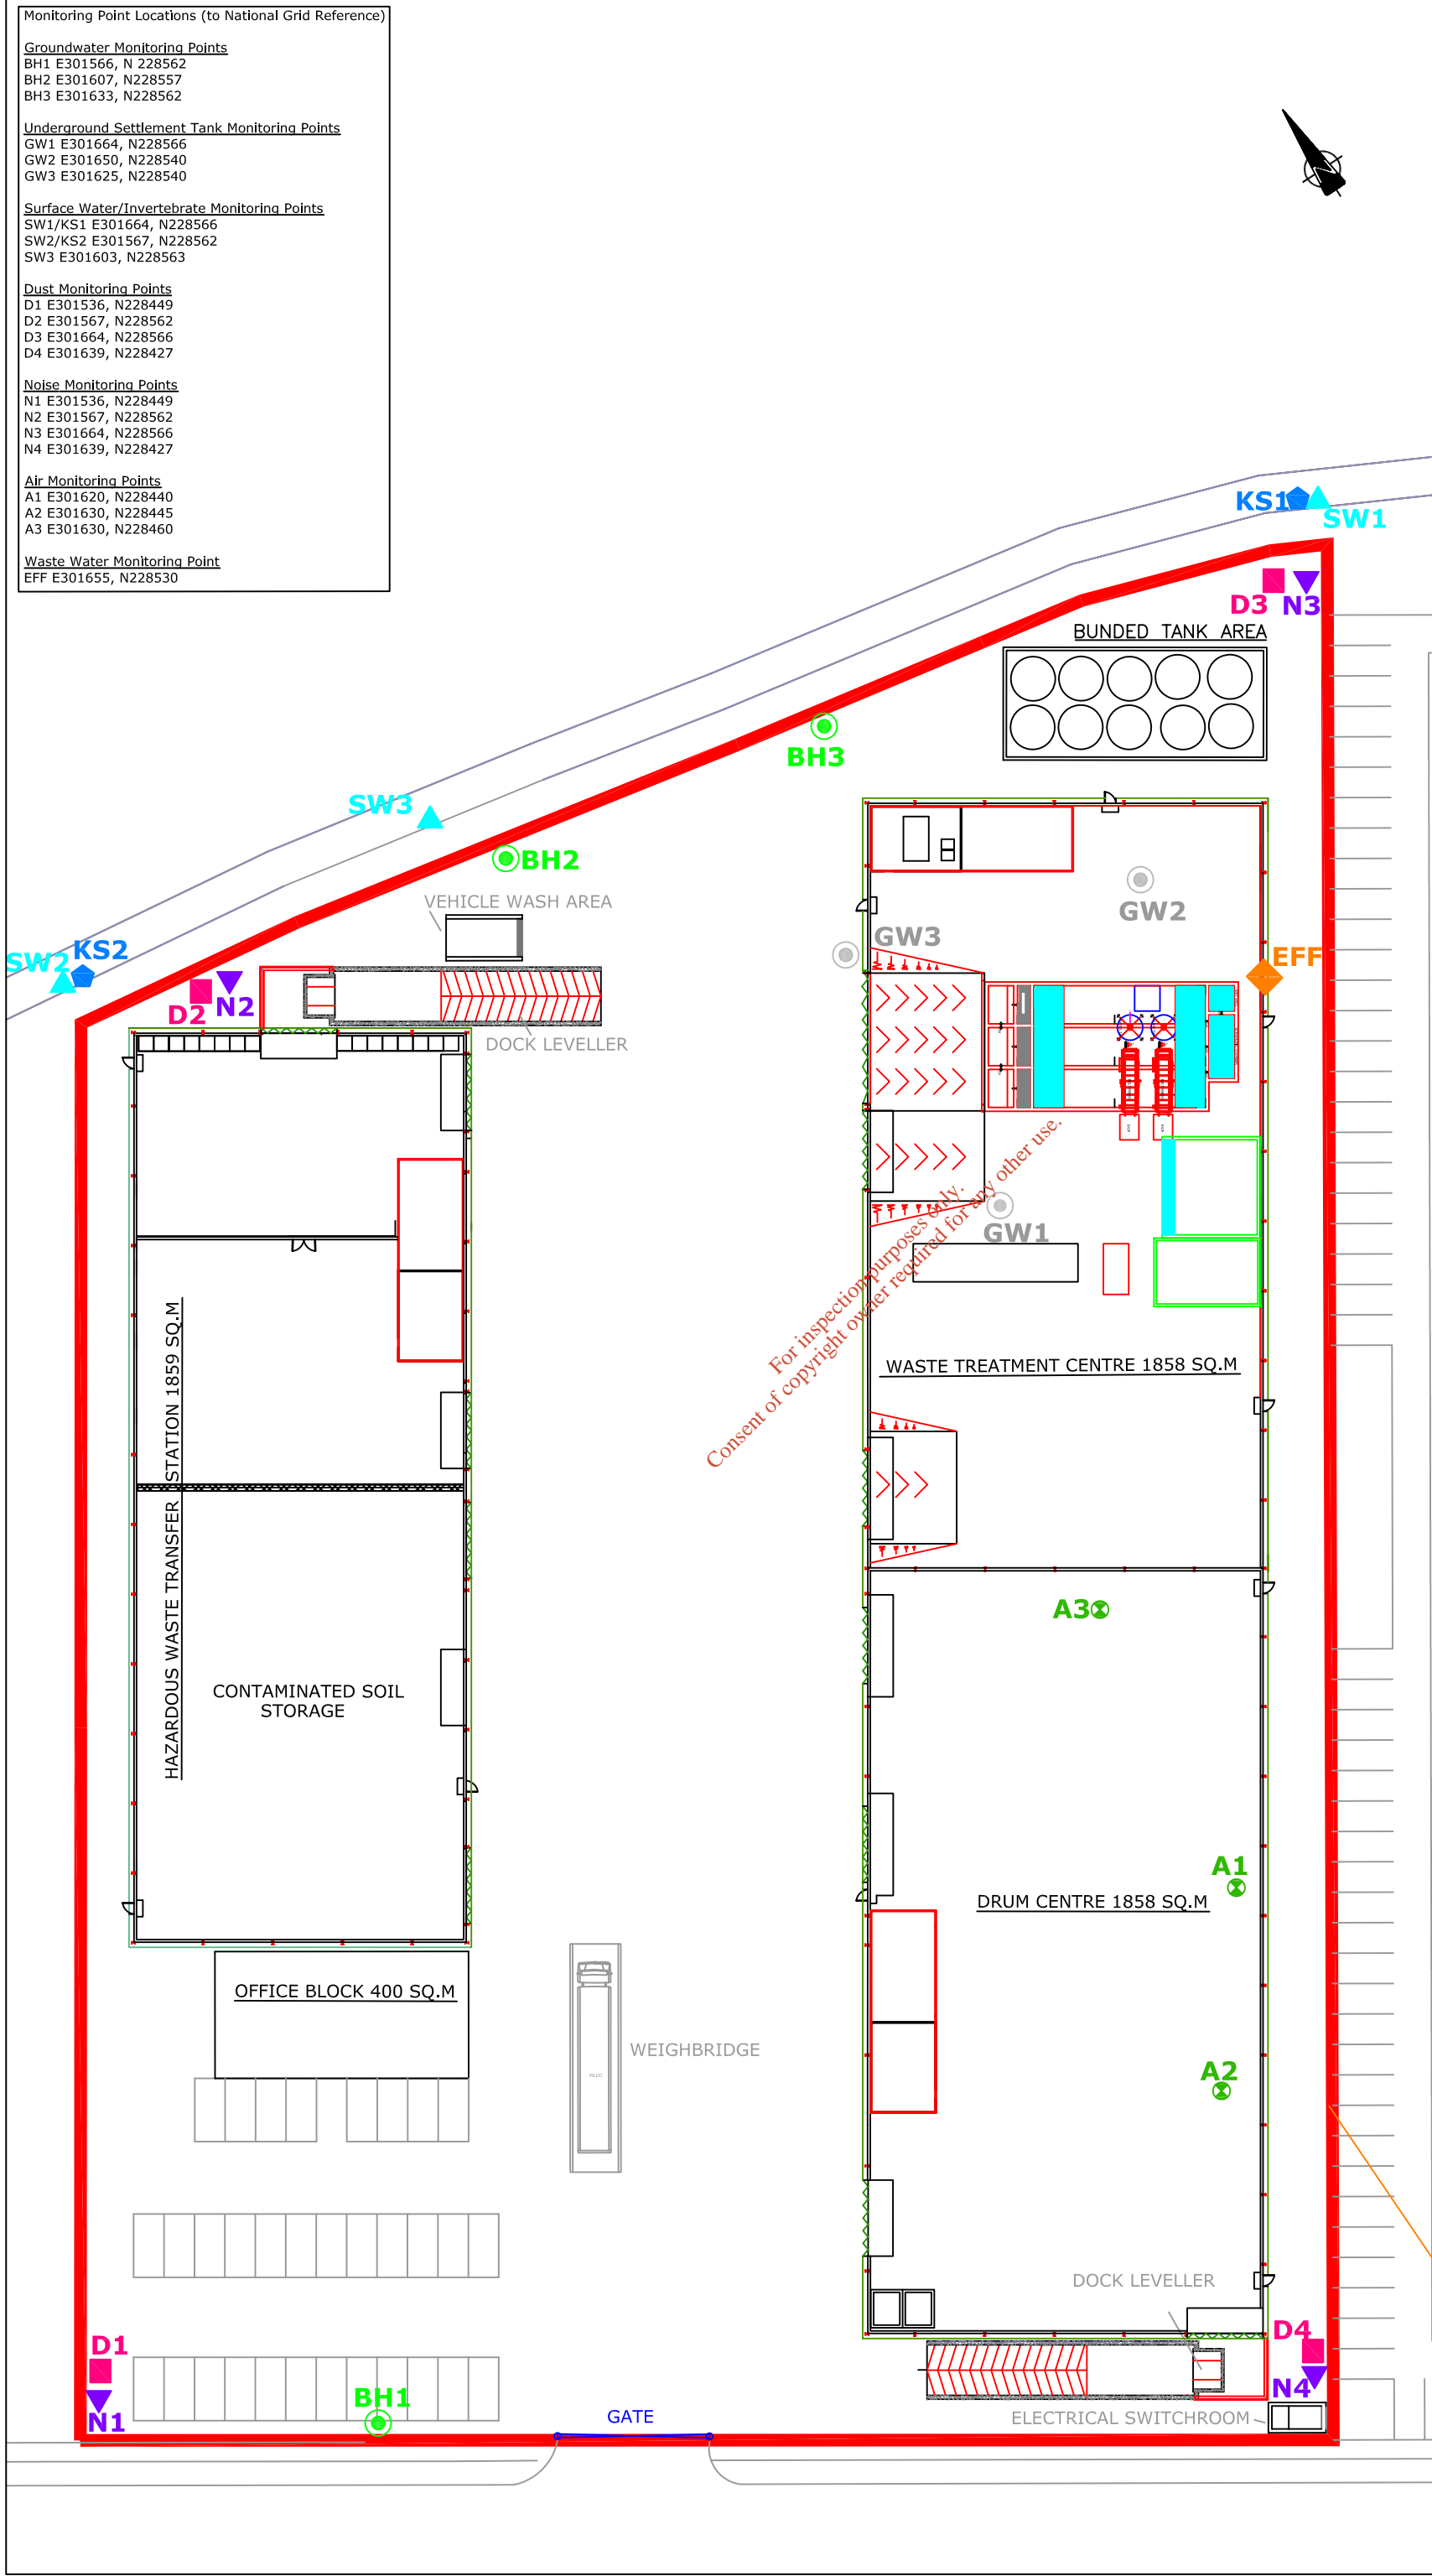 Monitoring Point Locations (to National Grid Reference)
Groundwater Monitoring Points
BH1 E301566, N 228562
BH2 E301607, N228557
BH3 E301633, N228562
Underground Settlement Tank Monitoring Points
GW1 E301664, N228566
GW2 E301650, N228540
GW3 E301625, N228540
Surface Water/Invertebrate Monitoring Points
SW1/KS1 E301664, N228566
SW2/KS2 E301567, N228562
SW3 E301603, N228563
Dust Monitoring Points
D1 E301536, N228449
D2 E301567, N228562
D3 E301664, N228566
D4 E301639, N228427
Noise Monitoring Points
N1 E301536, N228449
N2 E301567, N228562
N3 E301664, N228566
N4 E301639, N228427
Air Monitoring Points
A1 E301620, N228440
A2 E301630, N228445
A3 E301630, N228460
Waste Water Monitoring Point
EFF E301655, N228530
KS1
SW1
D3
N3
BUNDED TANK AREA
BH3
SW3
BH2
VEHICLE WASH AREA
GW2
GW3
KS2
SW2
EFF
D2
N2
DOCK LEVELLER
For inspection purposes only.
Consent of copyright owner required for any other use.
GW1
WASTE TREATMENT CENTRE 1858 SQ.M
HAZARDOUS WASTE TRANSFER STATION 1859 SQ.M
A3
CONTAMINATED SOIL
STORAGE
A1
DRUM CENTRE 1858 SQ.M
OFFICE BLOCK 400 SQ.M
WEIGHBRIDGE
A2
DOCK LEVELLER
D1
D4
N1
BH1
N4
GATE
ELECTRICAL SWITCHROOM